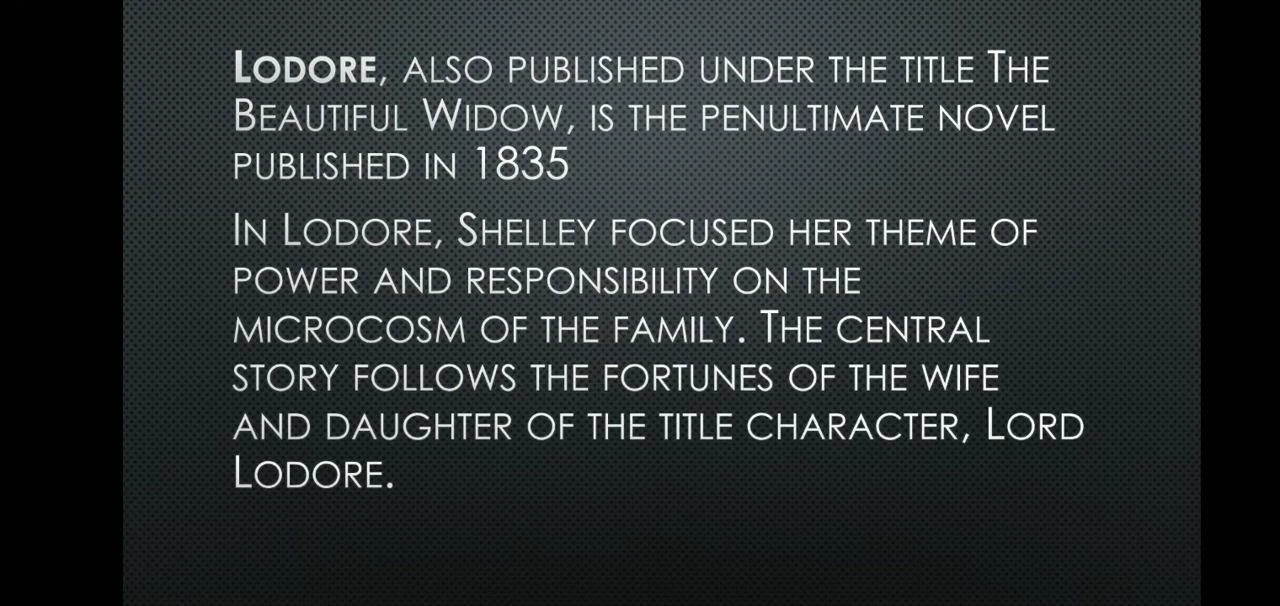 Lodore, also published under the title The
Beautiful Widow, is the penultimate novel
published in 1835
In Lodore, Shelley focused her theme of
power and responsibility on the
microcosm of the family. The central
story follows the fortunes of the wife
and daughter of the title character, Lord
Lodore.